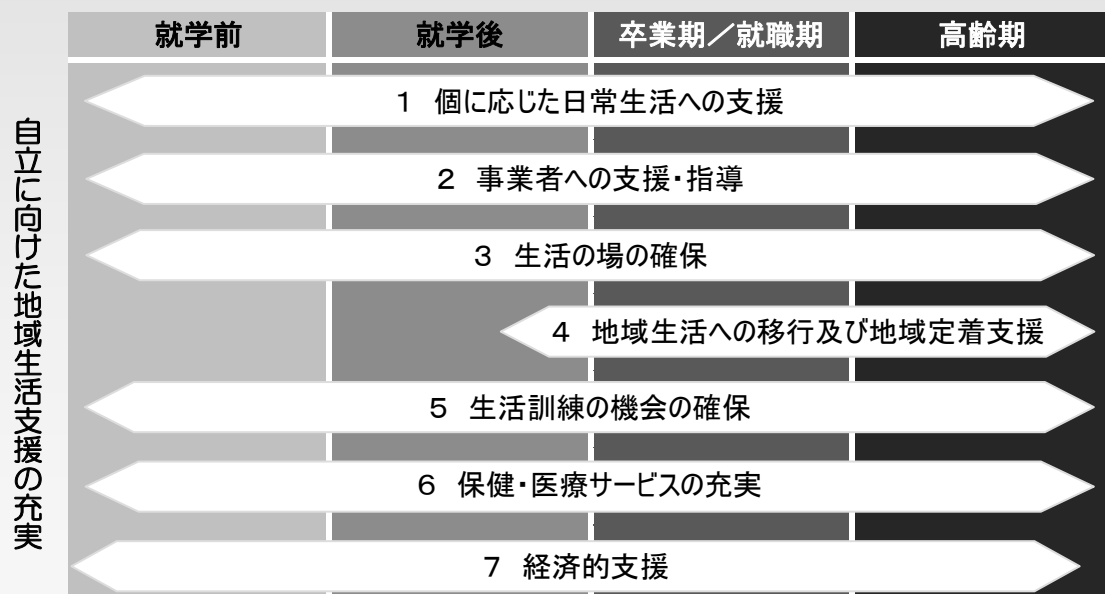 就学前
就学後
卒業期／就職期
高齢期
自立に向けた地域生活支援の充実
１　個に応じた日常生活への支援
２　事業者への支援・指導
３　生活の場の確保
４　地域生活への移行及び地域定着支援
５　生活訓練の機会の確保
６　保健・医療サービスの充実
７　経済的支援